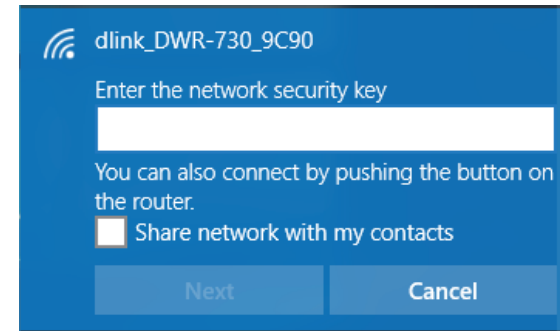 dlink_DWR-730_9C90
Enter the network security key
You can also connect by pushing the button on
the router.
Share network with my contacts
Next
Cancel